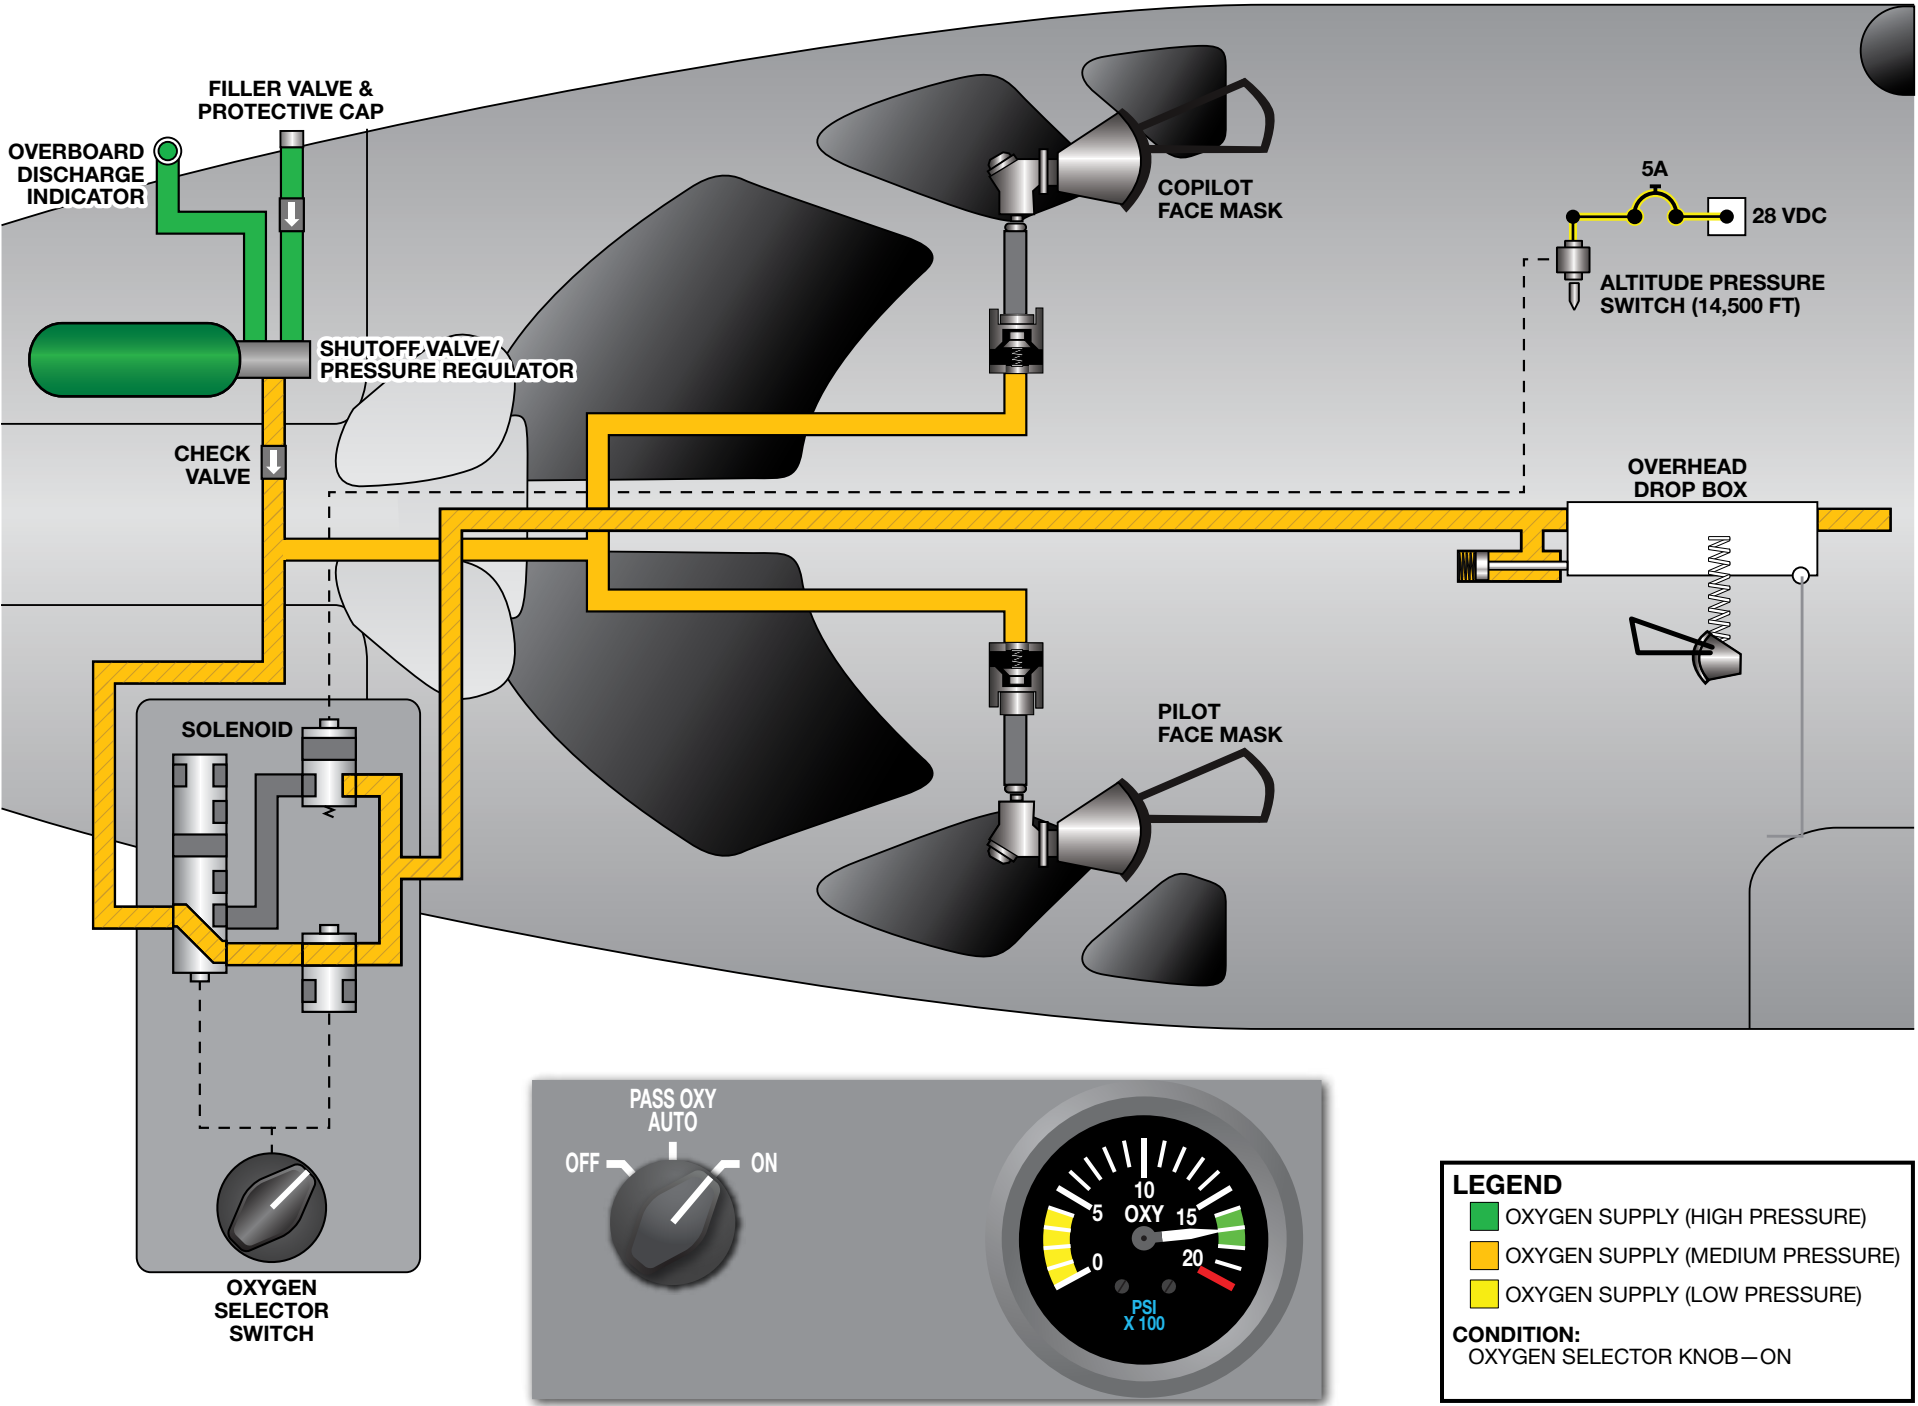 FILLER VALVE &
PROTECTIVE CAP
OVERBOARD
DISCHARGE
INDICATOR
SHUTOFF VALVE/
PRESSURE REGULATOR
CHECK
VALVE
COPILOT
FACE MASK
5A
28 VDC
ALTITUDE PRESSURE
SWITCH (14,500 FT)
OVERHEAD
DROP BOX
SOLENOID
PILOT
FACE MASK
OXYGEN
SELECTOR
SWITCH
PASS OXY
AUTO
OFF
ON
10
5
OXY
15
0
20
PSI
X 100
LEGEND
OXYGEN SUPPLY (HIGH PRESSURE)
OXYGEN SUPPLY (MEDIUM PRESSURE)
OXYGEN SUPPLY (LOW PRESSURE)
CONDITION:
OXYGEN SELECTOR KNOB—ON